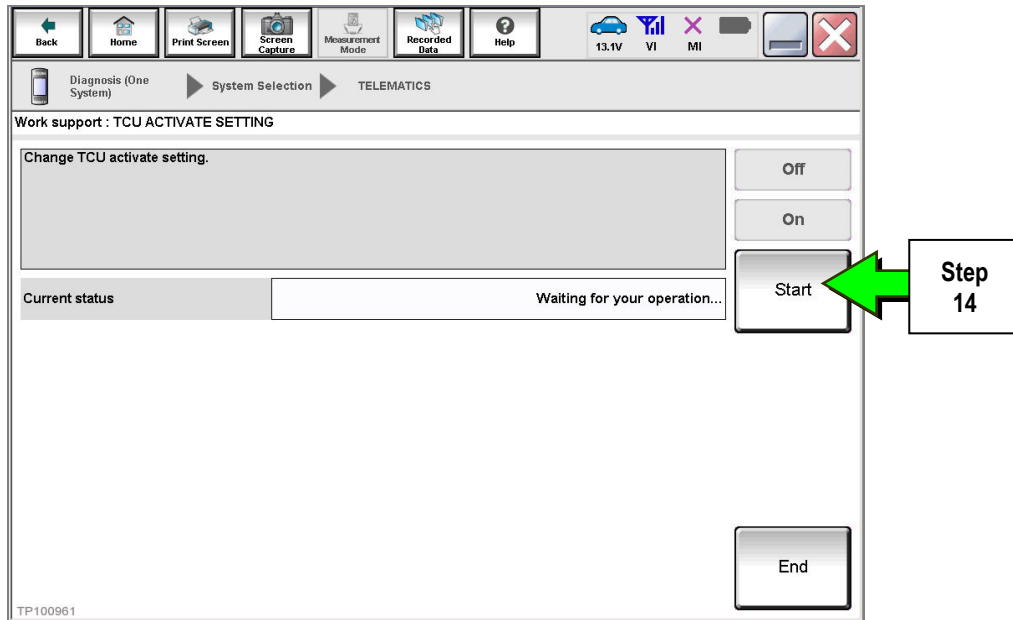 Back
Home
Print Screen
Screen
Capture
Measurement
Mode
Recorded
Data
Help
13.1V
VI
MI
Diagnosis (One
System)
System Selection
TELEMATICS
Work support : TCU ACTIVATE SETTING
Change TCU activate setting.
Off
On
Current status
Waiting for your operation...
Start
Step
14
End
TP100961